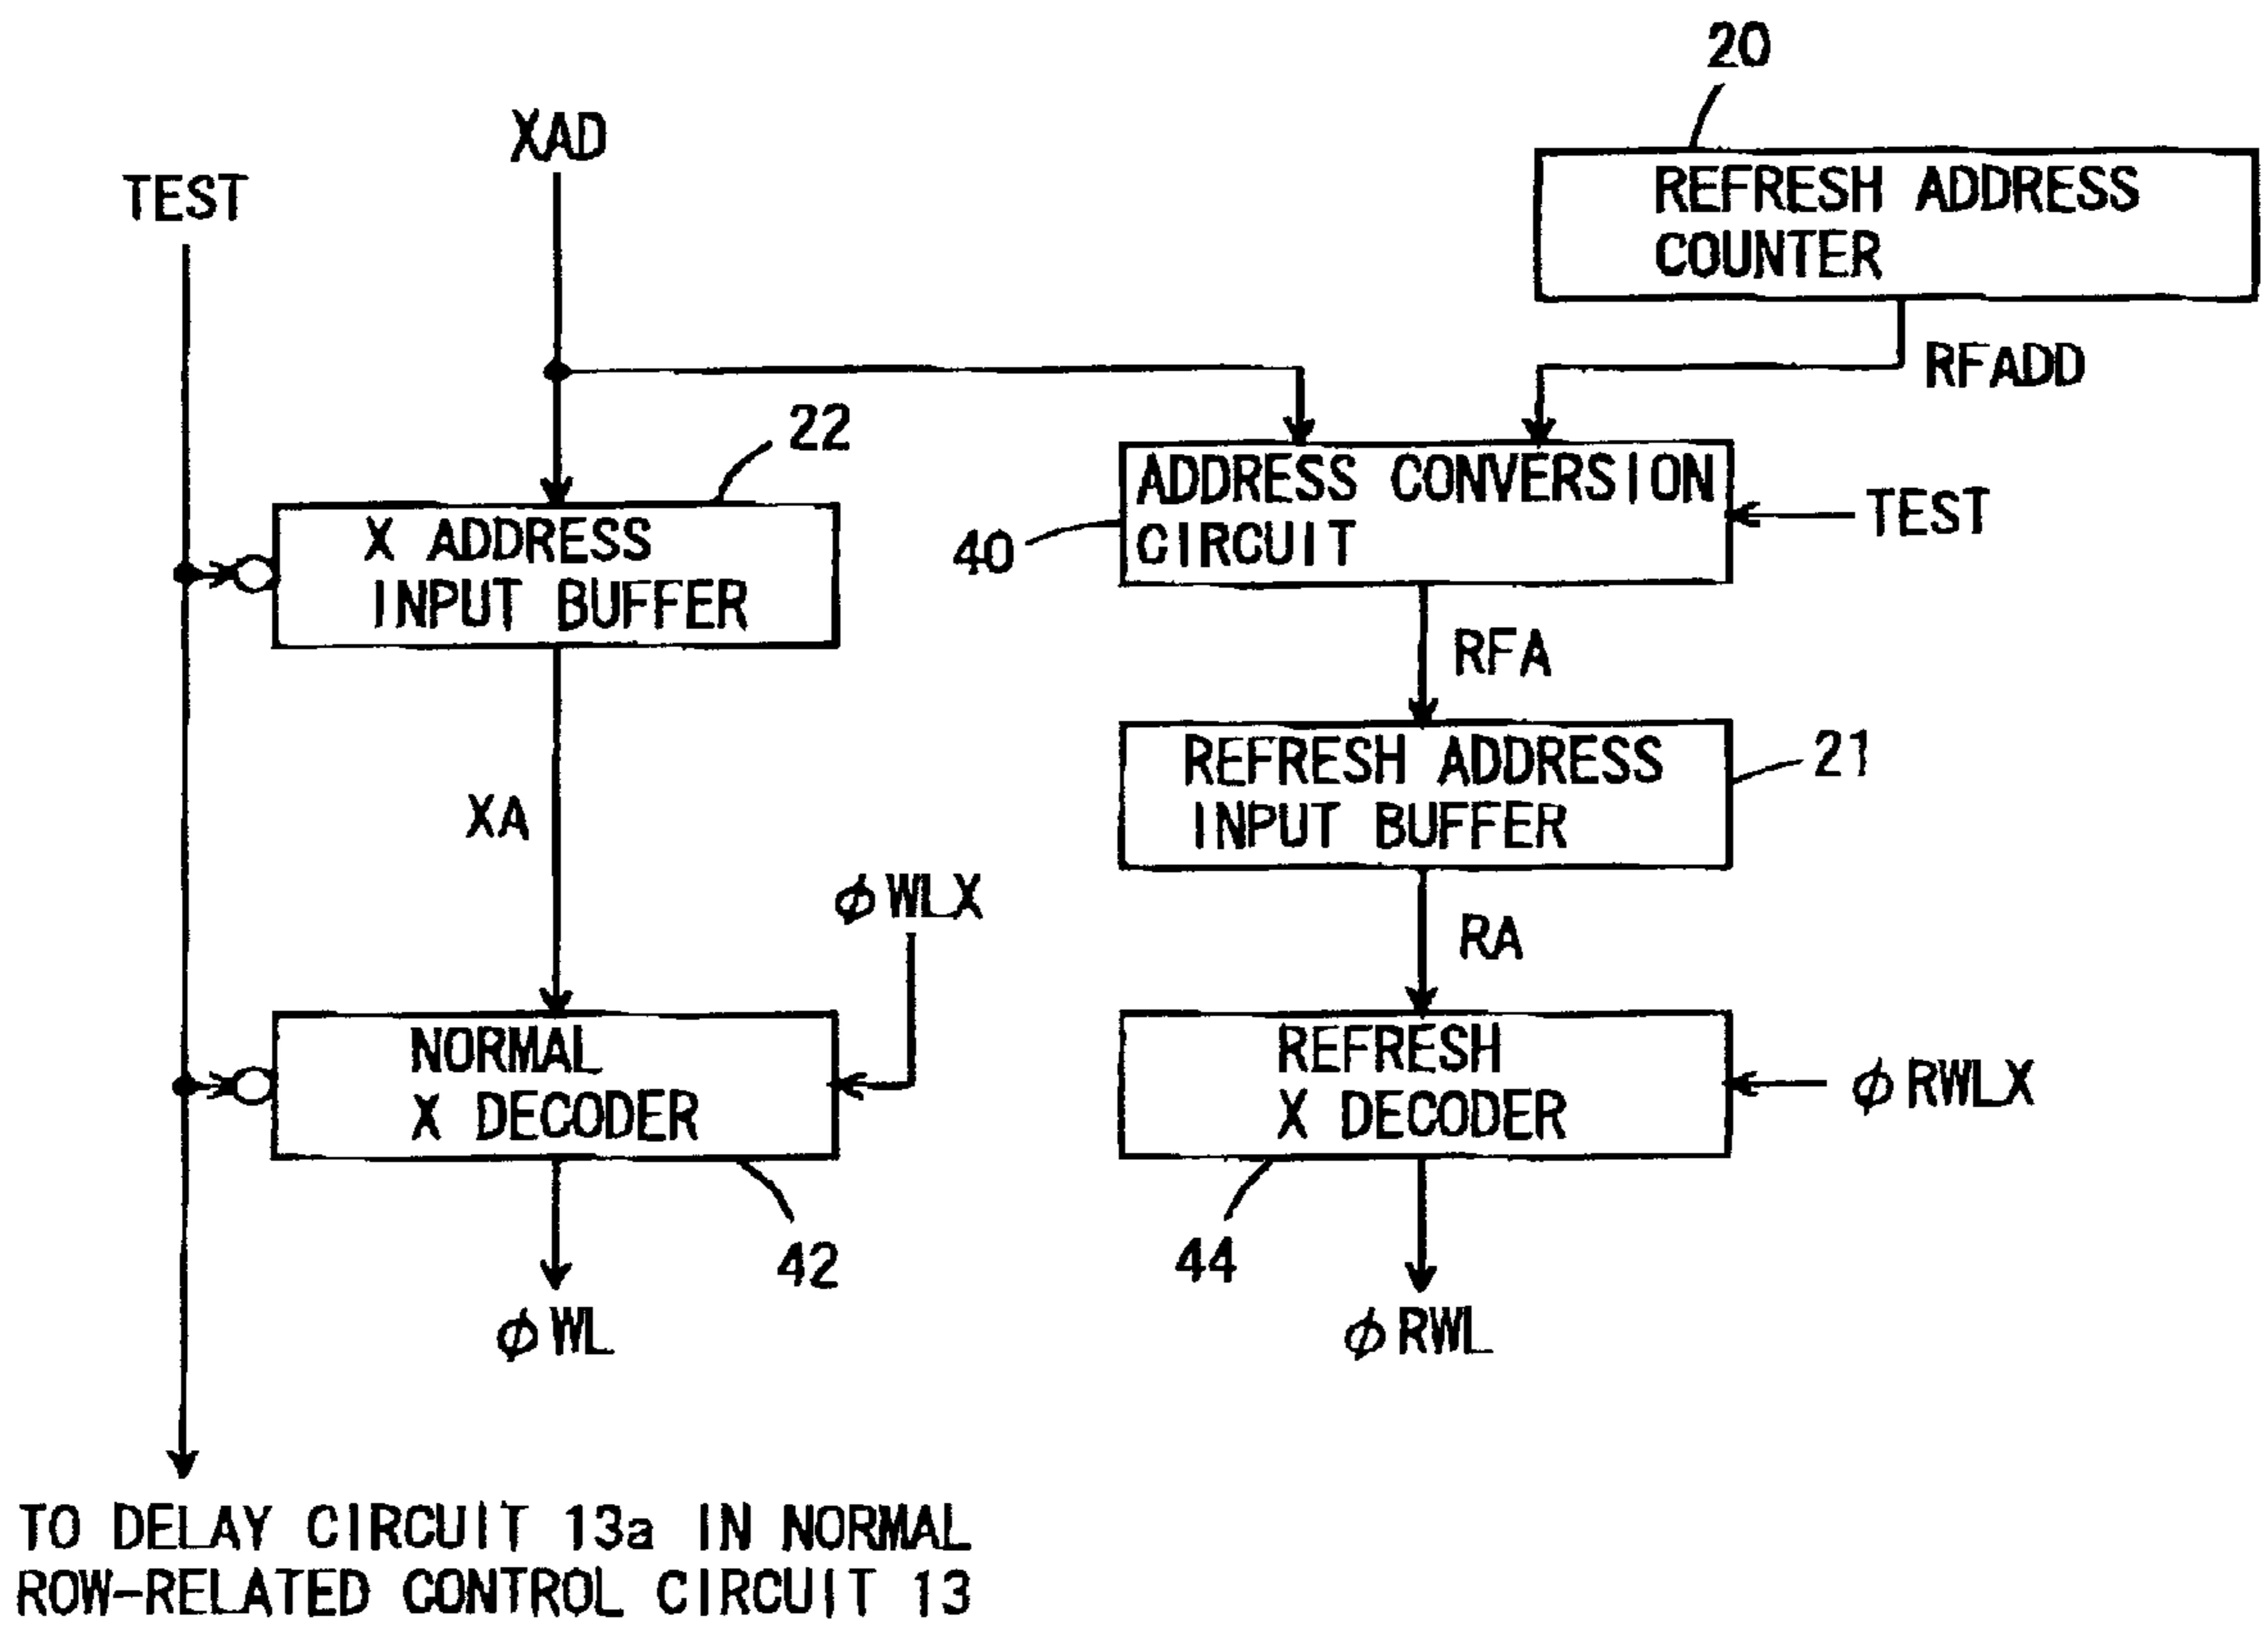 20
XAD
TEST
REFRESH ADDRESS
COUNTER
RFADD
22
ADDRESS CONVERSION
CIRCUIT
40
TEST
X ADDRESS
INPUT BUFFER
RFA
REFRESH ADDRESS
INPUT BUFFER
21
XA
φWLX
RA
NORMAL
X DECODER
REFRESH
X DECODER
φRWLX
42
44
φWL
φRWL
TO DELAY CIRCUIT 13a IN NORMAL
ROW-RELATED CONTROL CIRCUIT 13